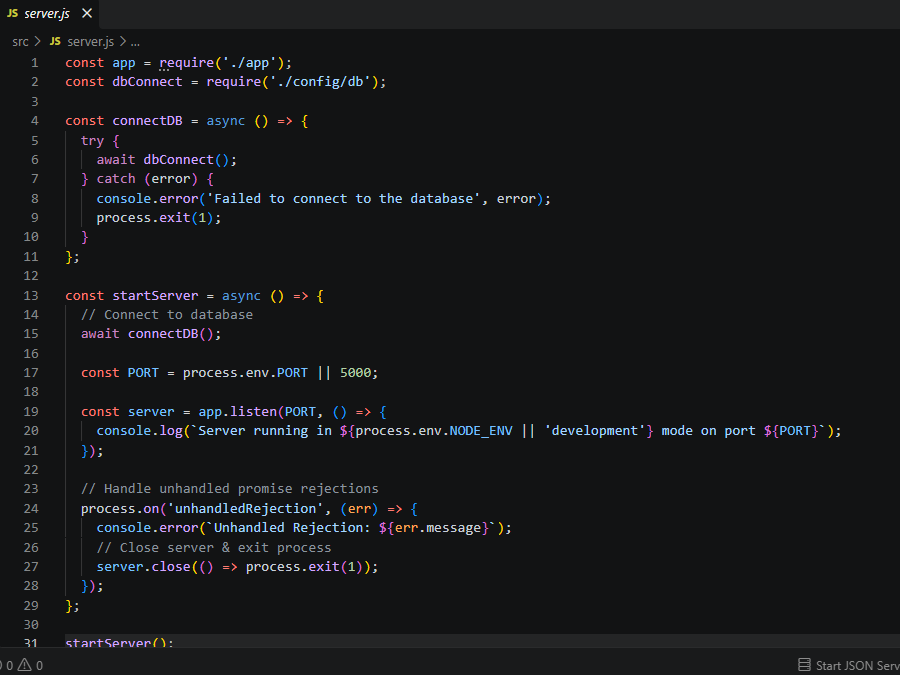 JS server.js ×
src > JS server.js > ...
1 const app = require('./app');
2 const dbConnect = require('./config/db');
3
4 const connectDB = async () => {
5   try {
6     await dbConnect();
7   } catch (error) {
8     console.error('Failed to connect to the database', error);
9     process.exit(1);
10   }
11 };
12
13 const startServer = async () => {
14   // Connect to database
15   await connectDB();
16
17   const PORT = process.env.PORT || 5000;
18
19   const server = app.listen(PORT, () => {
20     console.log(`Server running in ${process.env.NODE_ENV || 'development'} mode on port ${PORT}`);
21   });
22
23   // Handle unhandled promise rejections
24   process.on('unhandledRejection', (err) => {
25     console.error(`Unhandled Rejection: ${err.message}`);
26     // Close server & exit process
27     server.close(() => process.exit(1));
28   });
29 };
30
31 startServer();
0 0 Start JSON Serv